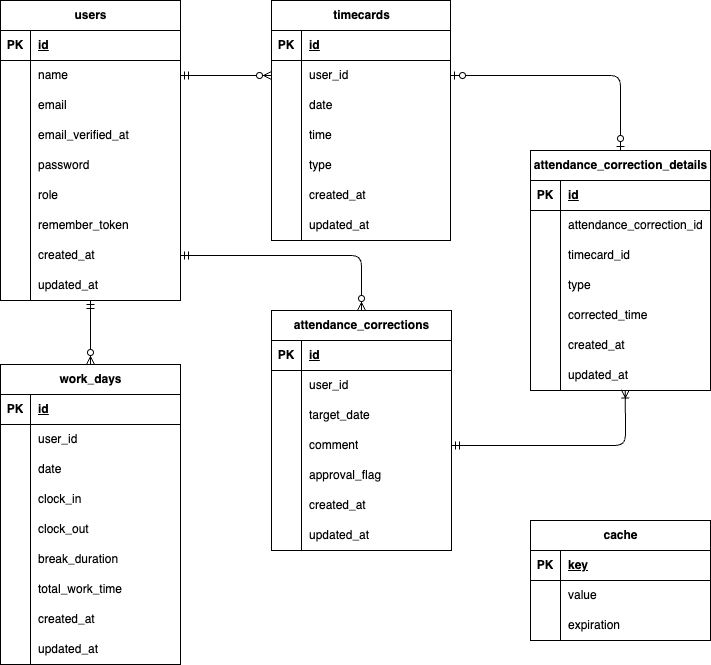 users
PK id
name
email
email_verified_at
password
role
remember_token
created_at
updated_at
timecards
PK id
user_id
date
time
type
created_at
updated_at
attendance_correction_details
PK id
attendance_correction_id
timecard_id
type
corrected_time
created_at
updated_at
attendance_corrections
PK id
user_id
target_date
comment
approval_flag
created_at
updated_at
work_days
PK id
user_id
date
clock_in
clock_out
break_duration
total_work_time
created_at
updated_at
cache
PK key
value
expiration